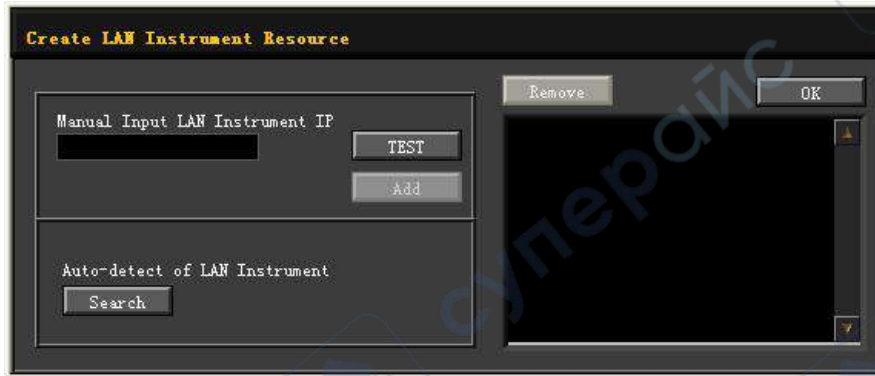 Create LAN Instrument Resource
Remove
OK
Manual Input LAN Instrument IP
TEST
Add
Auto-detect of LAN Instrument
Search
суперайс